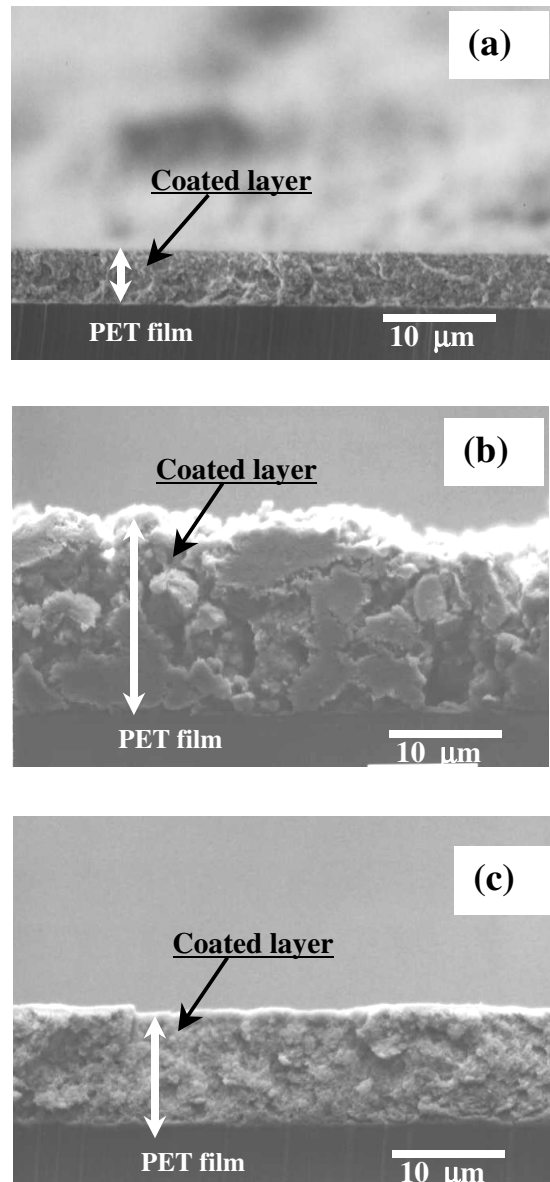 (a)
Coated layer
PET film
10 μm
(b)
Coated layer
PET film
10 μm
(c)
Coated layer
PET film
10 μm